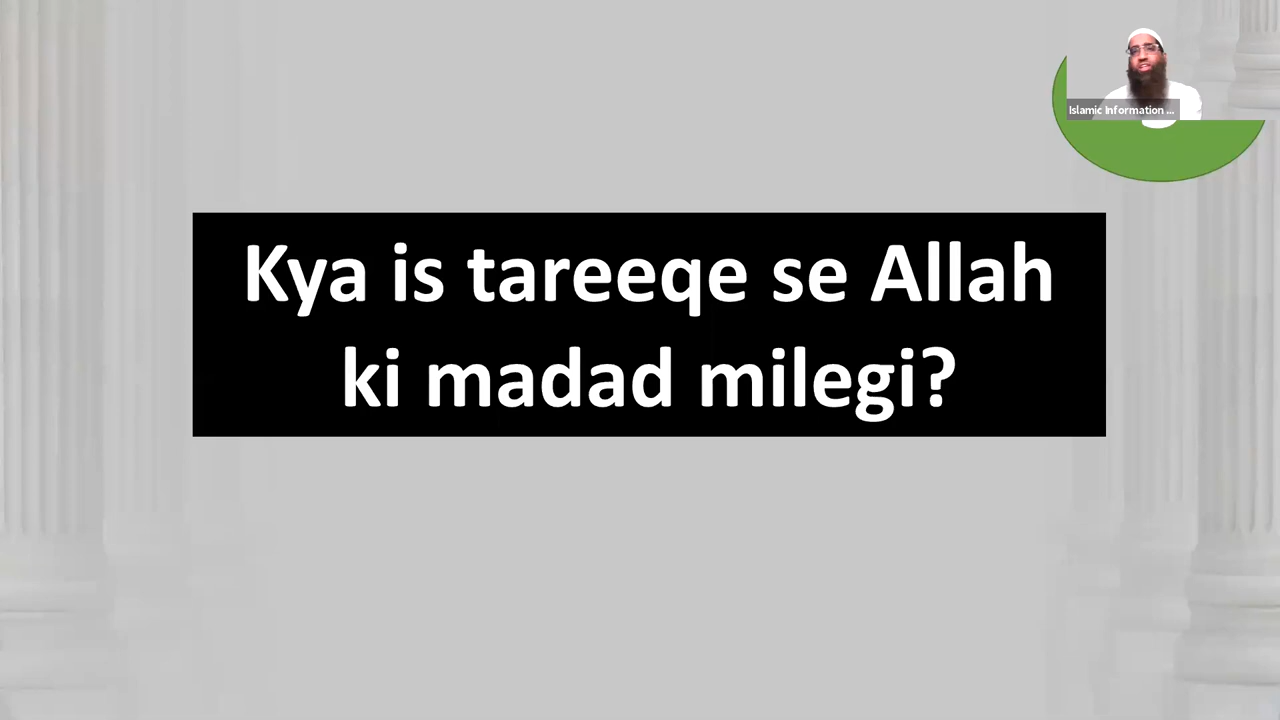 Islamic Information ...
Kya is tareeqe se Allah
ki madad milegi?